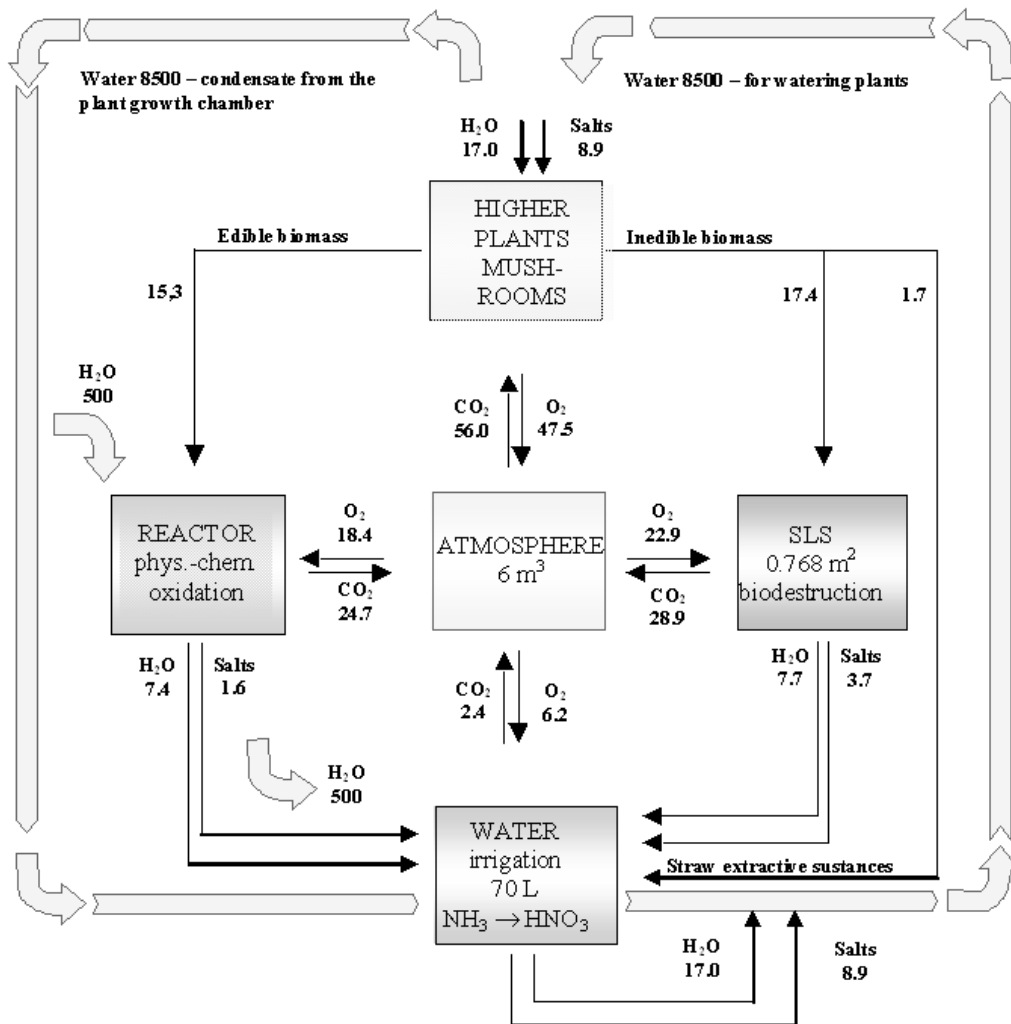 Water 8500 – condensate from the
plant growth chamber
Water 8500 – for watering plants
H₂O
17.0
Salts
8.9
HIGHER
PLANTS
MUSH-
ROOMS
Edible biomass
Inedible biomass
15,3
17.4
1.7
H₂O
500
CO₂
56.0
O₂
47.5
REACTOR
phys.-chem
oxidation
O₂
18.4
CO₂
24.7
ATMOSPHERE
6 m³
O₂
22.9
CO₂
28.9
SLS
0.768 m²
biodestruction
H₂O
7.4
Salts
1.6
CO₂
2.4
O₂
6.2
H₂O
7.7
Salts
3.7
H₂O
500
WATER
irrigation
70 L
NH₃ → HNO₃
Straw extractive sustances
H₂O
17.0
Salts
8.9